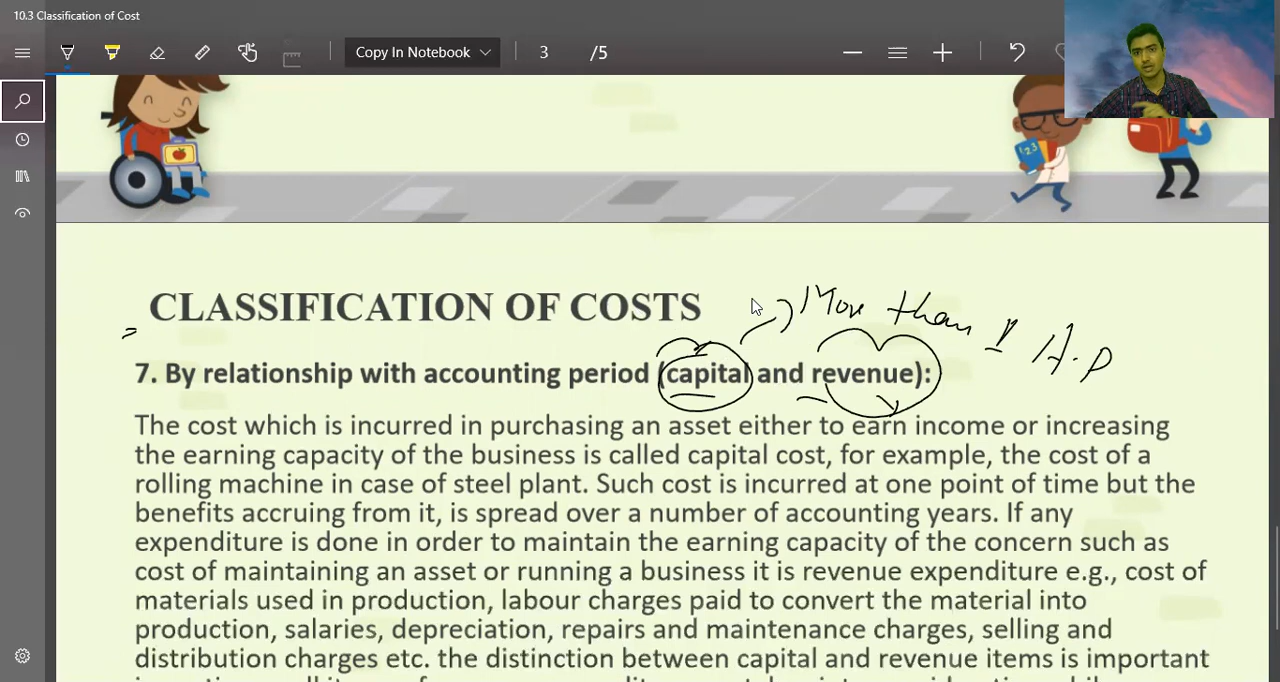 10.3 Classification of Cost
Copy In Notebook
3 /5
123
CLASSIFICATION OF COSTS
More than 1 A.P
7. By relationship with accounting period (capital and revenue):
The cost which is incurred in purchasing an asset either to earn income or increasing
the earning capacity of the business is called capital cost, for example, the cost of a
rolling machine in case of steel plant. Such cost is incurred at one point of time but the
benefits accruing from it, is spread over a number of accounting years. If any
expenditure is done in order to maintain the earning capacity of the concern such as
cost of maintaining an asset or running a business it is revenue expenditure e.g., cost of
materials used in production, labour charges paid to convert the material into
production, salaries, depreciation, repairs and maintenance charges, selling and
distribution charges etc. the distinction between capital and revenue items is important